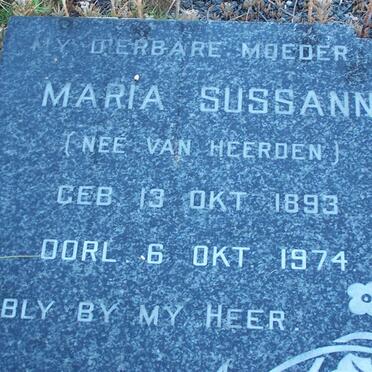 MY DIERBARE MOEDER
MARIA SUSSANN
(NEE VAN HEERDEN)
GEB 13 OKT 1893
OORL 6 OKT 1974
BLY BY MY HEER